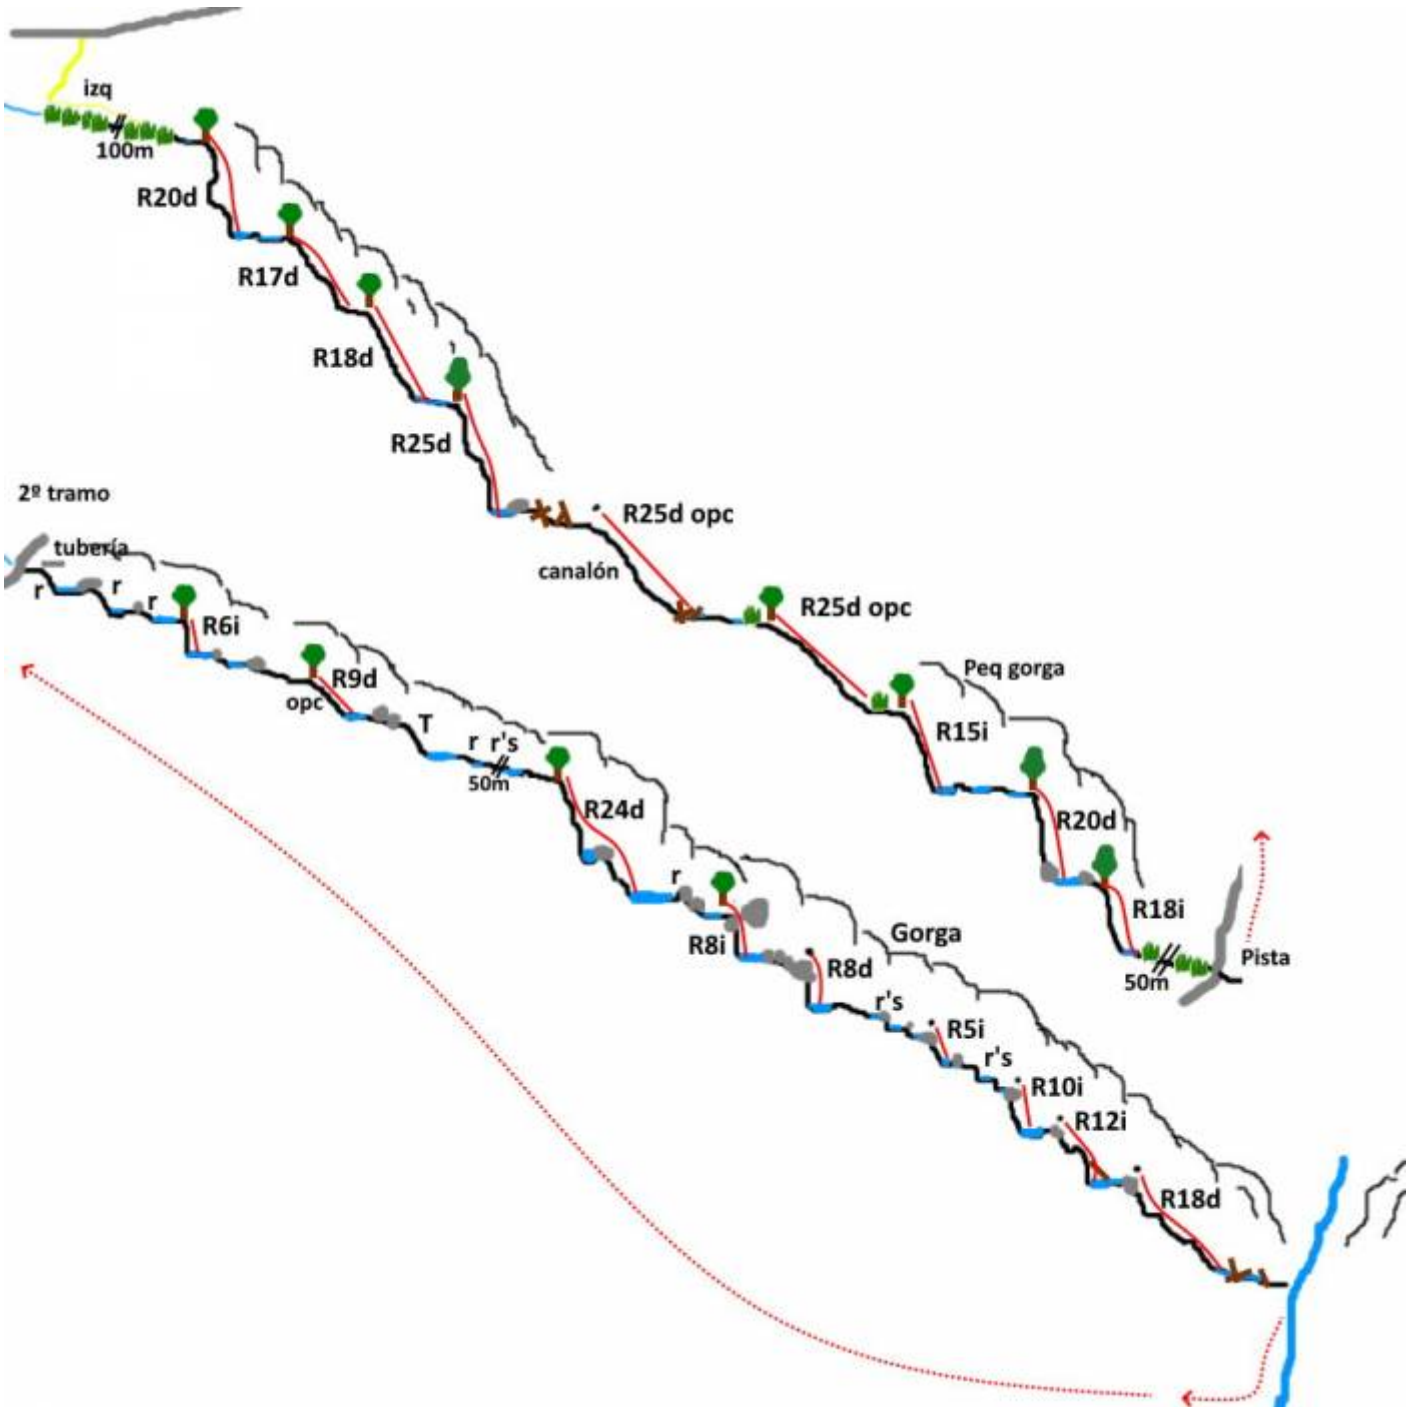 izq
100m
R20d
R17d
R18d
R25d
R25d opc
canalón
R25d opc
Peq gorga
R15i
R20d
R18i
50m
Pista
2º tramo
tubería
r
r
r
R6i
R9d
opc
T
r r's
50m
R24d
r
R8i
R8d
Gorga
r's
R5i
r's
R10i
R12i
R18d